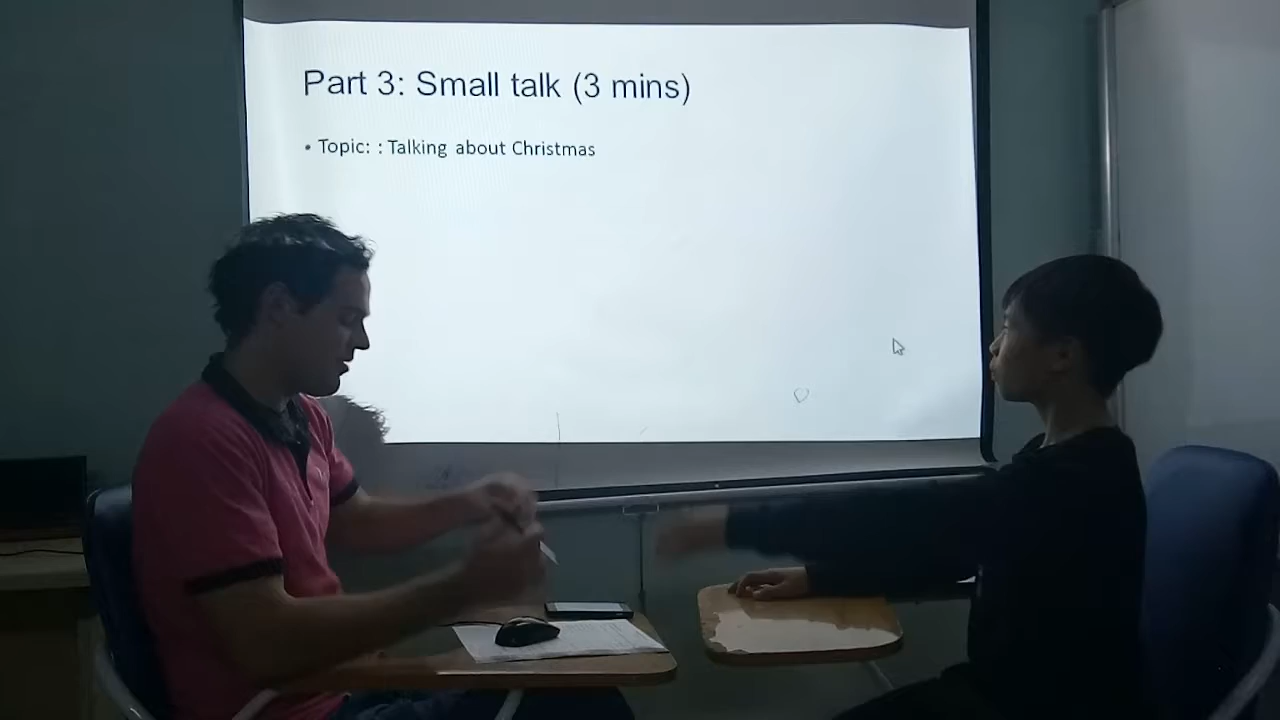 Part 3: Small talk (3 mins)
• Topic: : Talking about Christmas